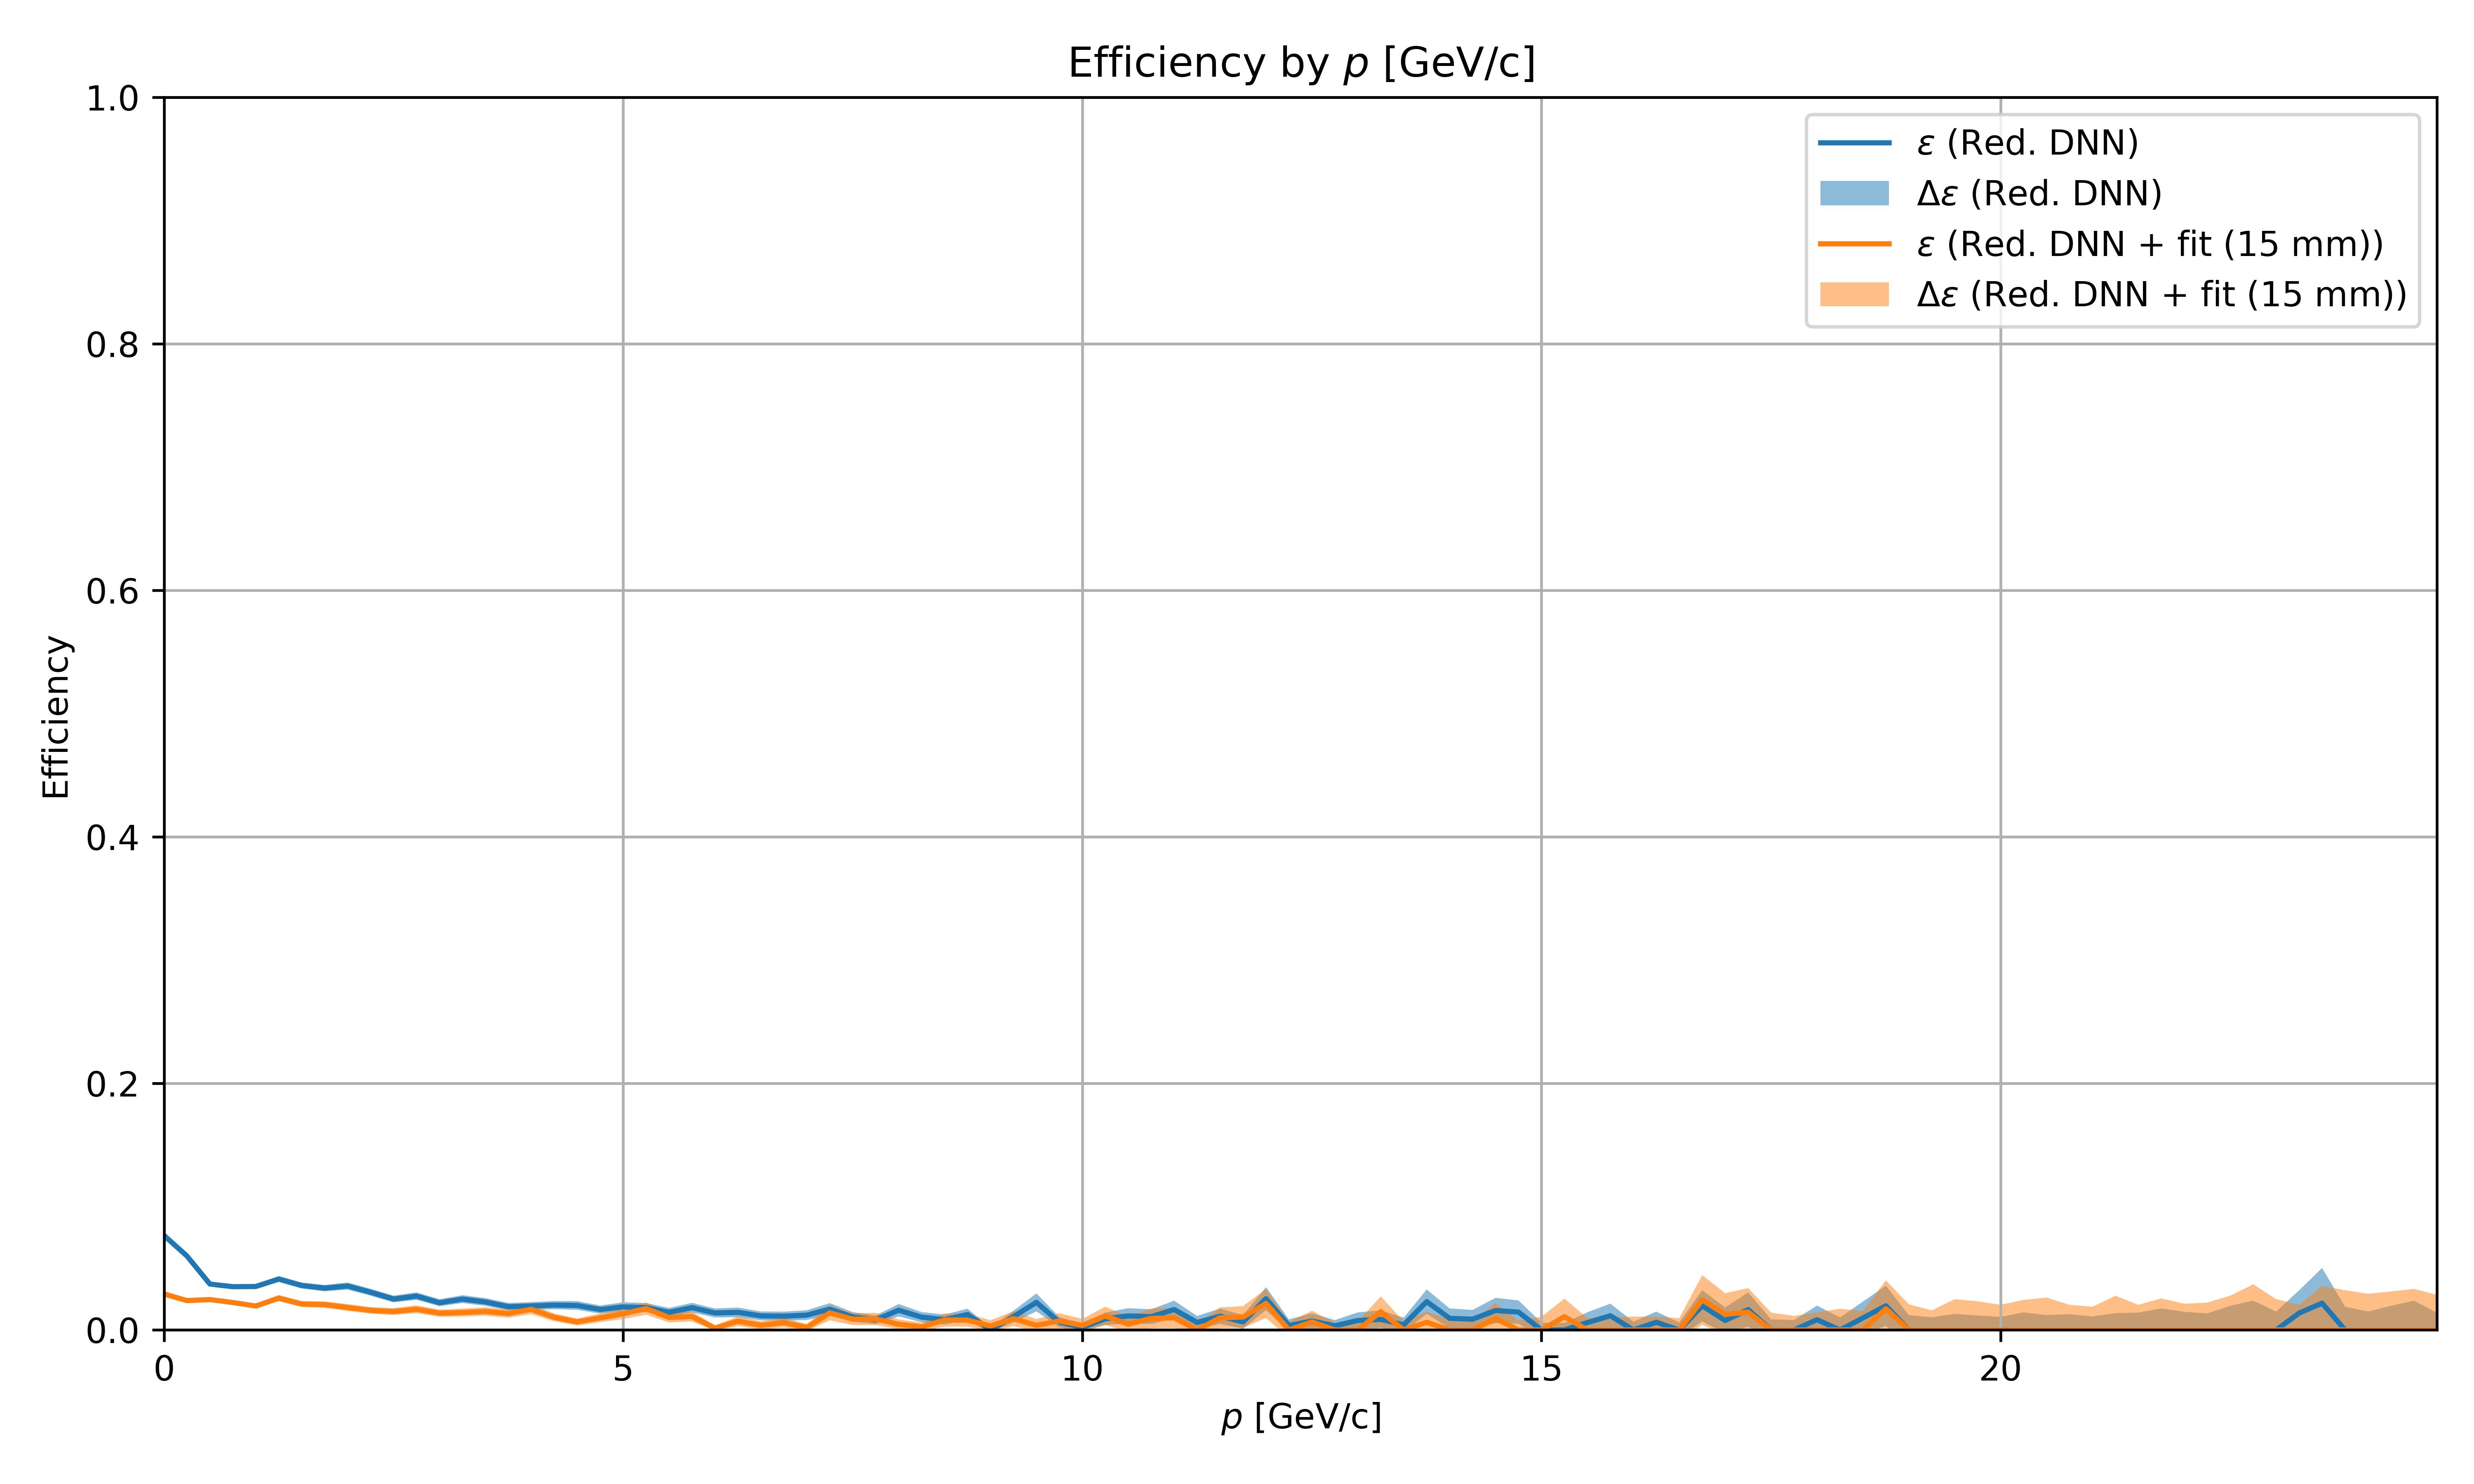 Efficiency by p [GeV/c]
1.0
0.8
0.6
0.4
0.2
0.0
Efficiency
ε (Red. DNN)
Δε (Red. DNN)
ε (Red. DNN + fit (15 mm))
Δε (Red. DNN + fit (15 mm))
0 5 10 15 20
p [GeV/c]